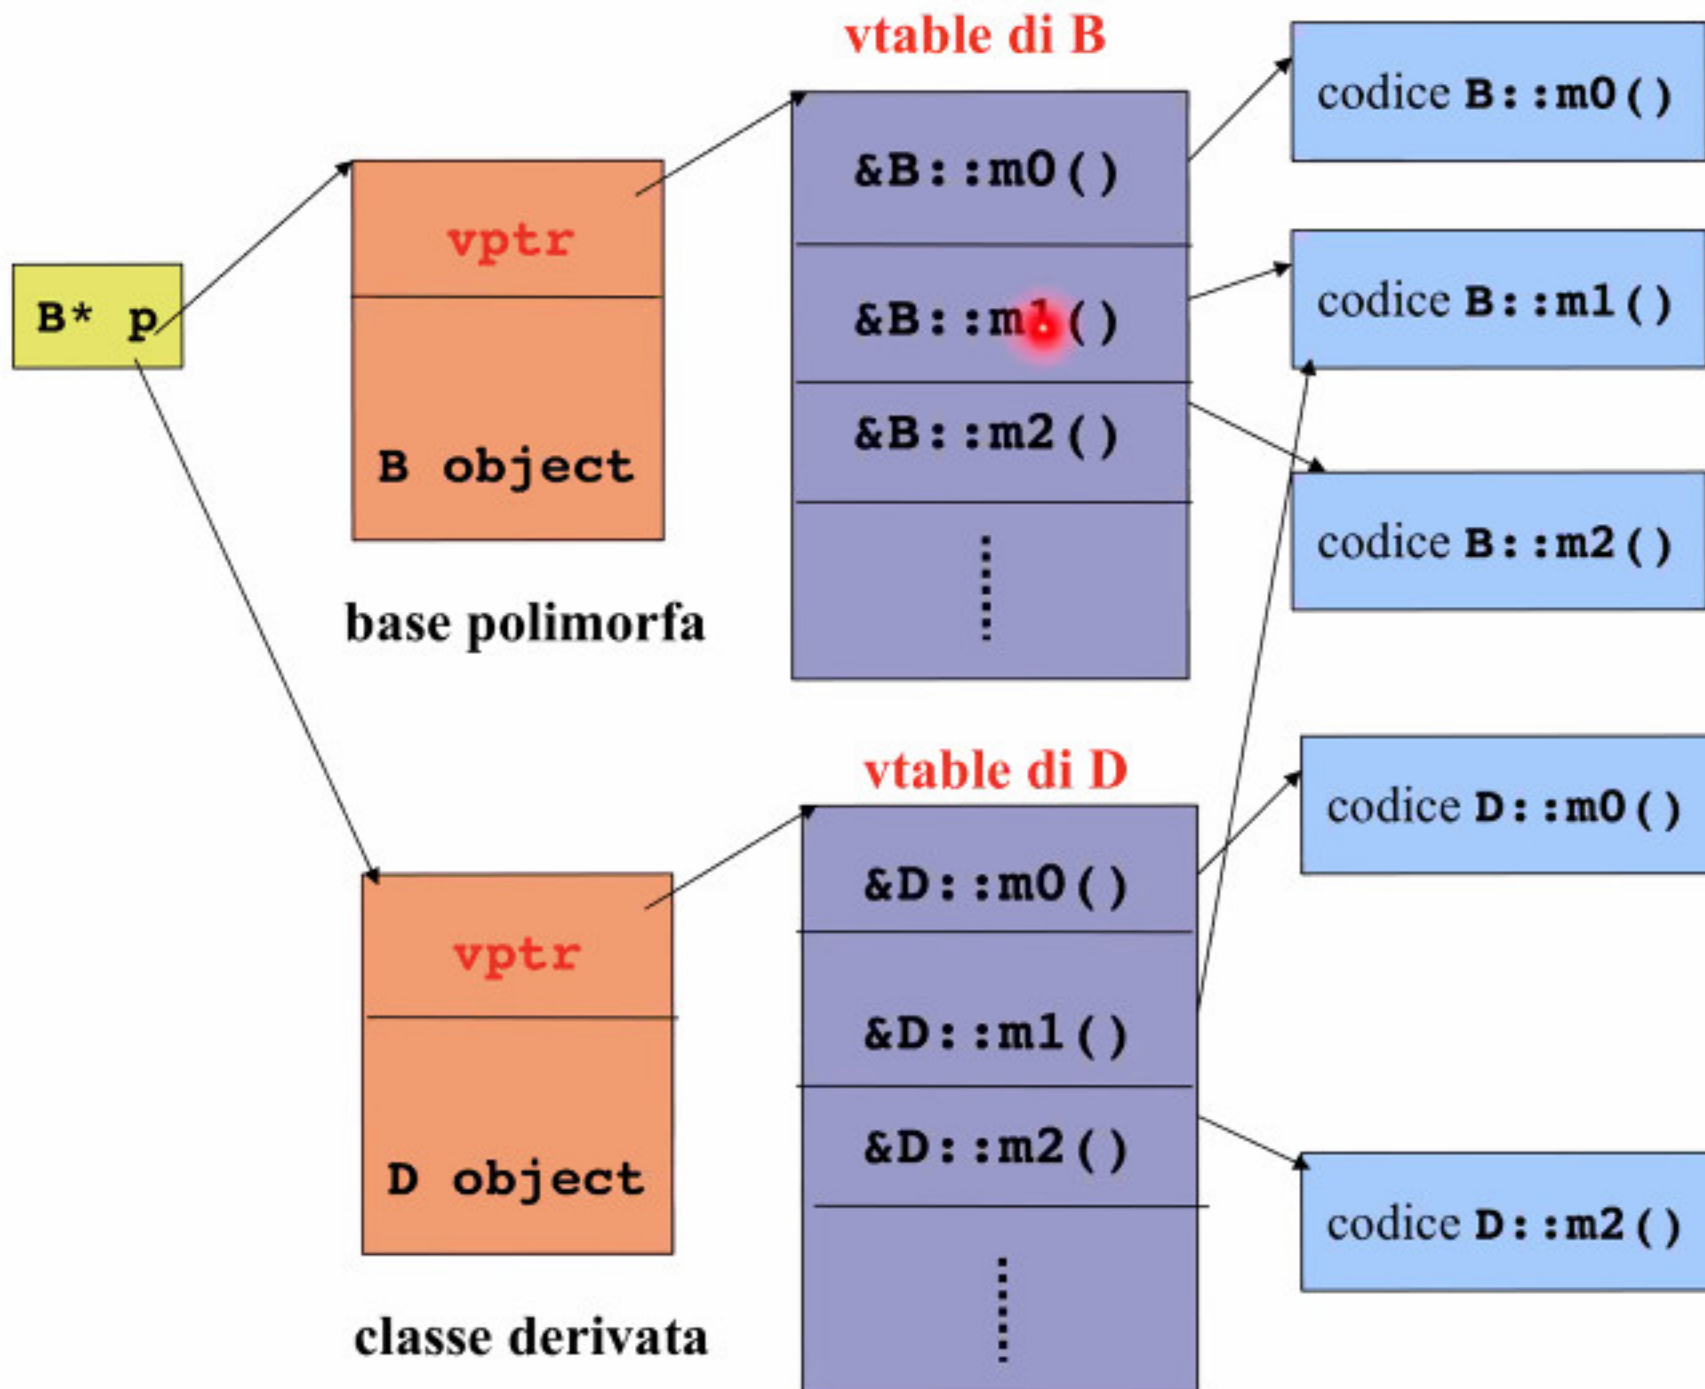 vtable di B
codice B::m0()
&B::m0()
vptr
B* p
&B::m1()
codice B::m1()
&B::m2()
B object
codice B::m2()
base polimorfa
vtable di D
codice D::m0()
&D::m0()
vptr
&D::m1()
&D::m2()
D object
codice D::m2()
classe derivata